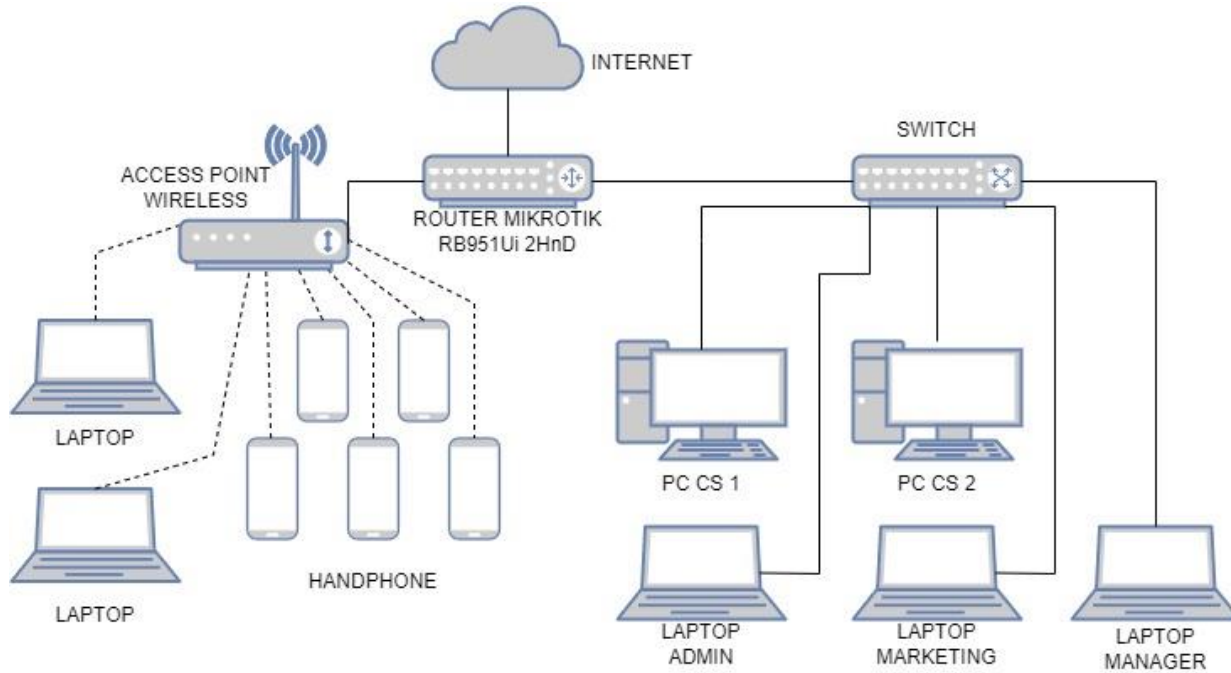 INTERNET
SWITCH
ACCESS POINT
WIRELESS
ROUTER MIKROTIK
RB951Ui 2HnD
LAPTOP
PC CS 1
PC CS 2
HANDPHONE
LAPTOP
LAPTOP
ADMIN
LAPTOP
MARKETING
LAPTOP
MANAGER